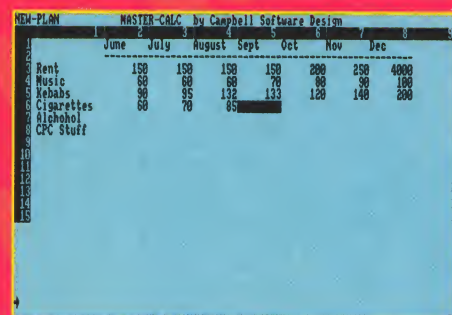 NEW-PLAN MASTER-CALC by Campbell Software Design
1 2 3 4 5 6 7 8 9
1 June July August Sept Oct Nov Dec
2 ----------------------------------------
3 Rent 150 150 150 150 200 250 4000
4 Music 60 60 60 70 80 90 100
5 Kebabs 90 95 132 133 120 140 200
6 Cigarettes 60 70 85
7 Alchohol
8 CPC Stuff
9
10
11
12
13
14
15